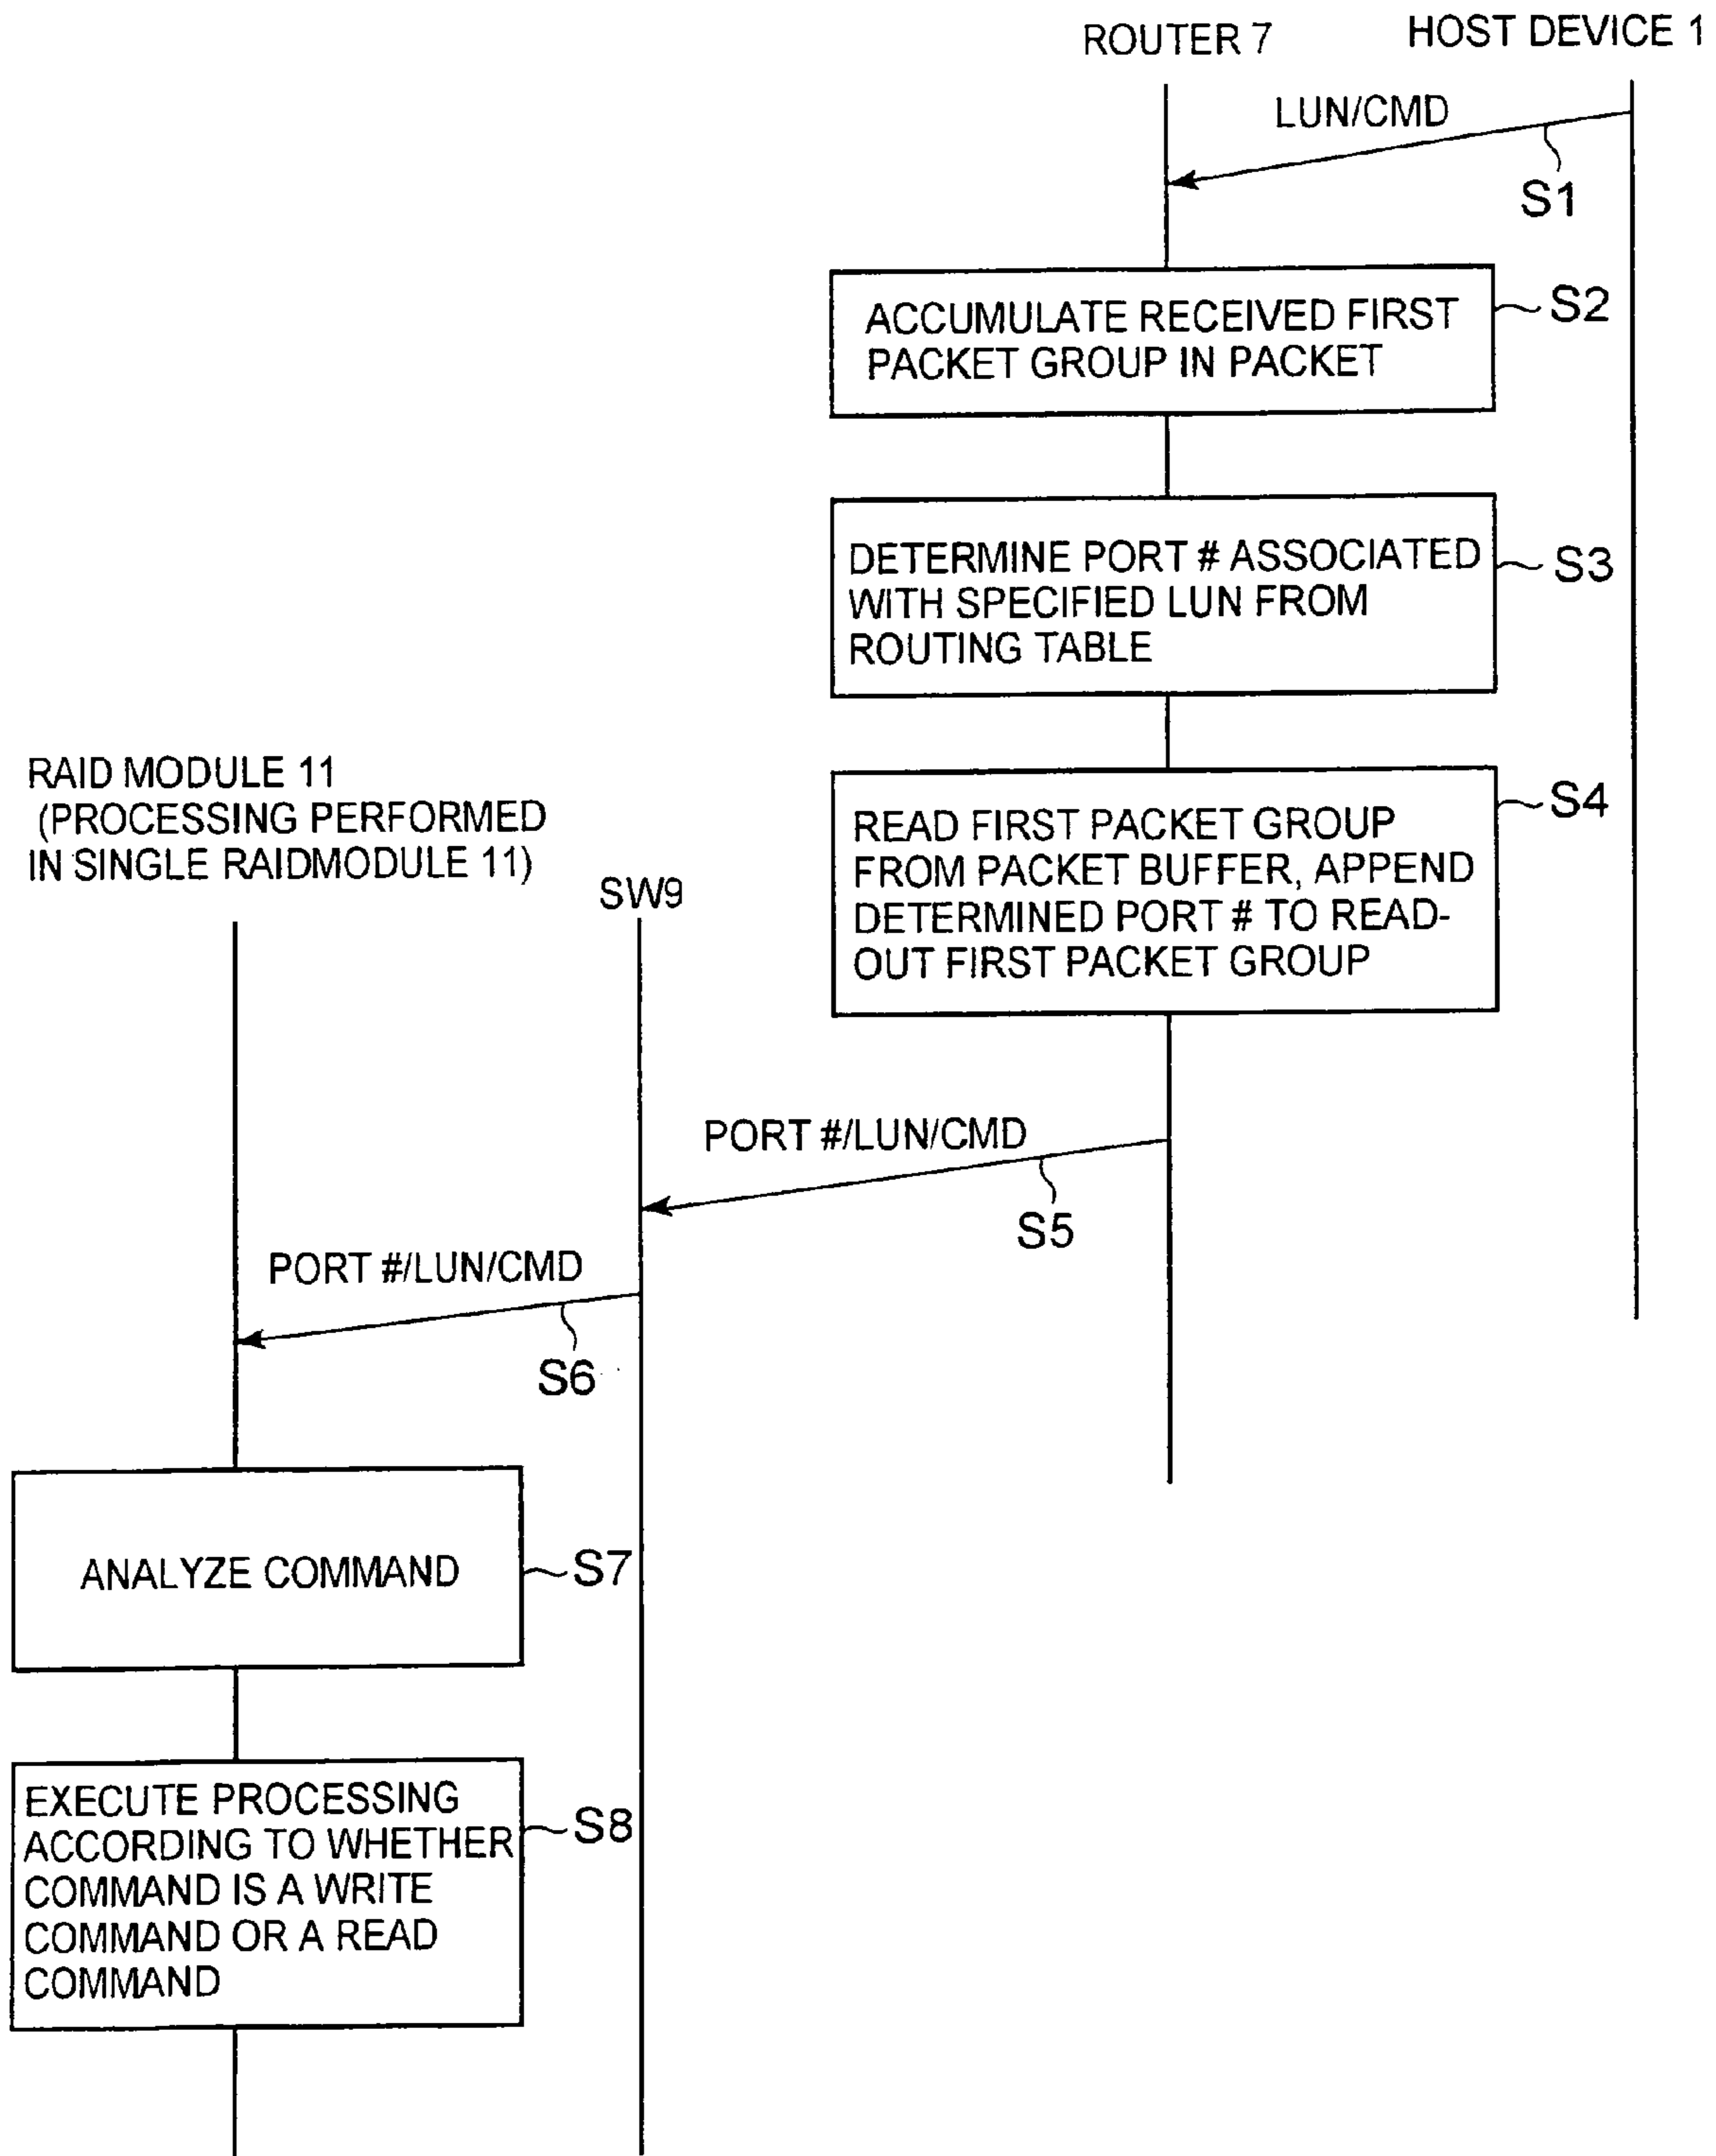 ROUTER 7
HOST DEVICE 1
LUN/CMD
S1
ACCUMULATE RECEIVED FIRST
PACKET GROUP IN PACKET
S2
DETERMINE PORT # ASSOCIATED
WITH SPECIFIED LUN FROM
ROUTING TABLE
S3
RAID MODULE 11
(PROCESSING PERFORMED
IN SINGLE RAIDMODULE 11)
SW9
READ FIRST PACKET GROUP
FROM PACKET BUFFER, APPEND
DETERMINED PORT # TO READ-
OUT FIRST PACKET GROUP
S4
PORT #/LUN/CMD
S5
PORT #/LUN/CMD
S6
ANALYZE COMMAND
S7
EXECUTE PROCESSING
ACCORDING TO WHETHER
COMMAND IS A WRITE
COMMAND OR A READ
COMMAND
S8